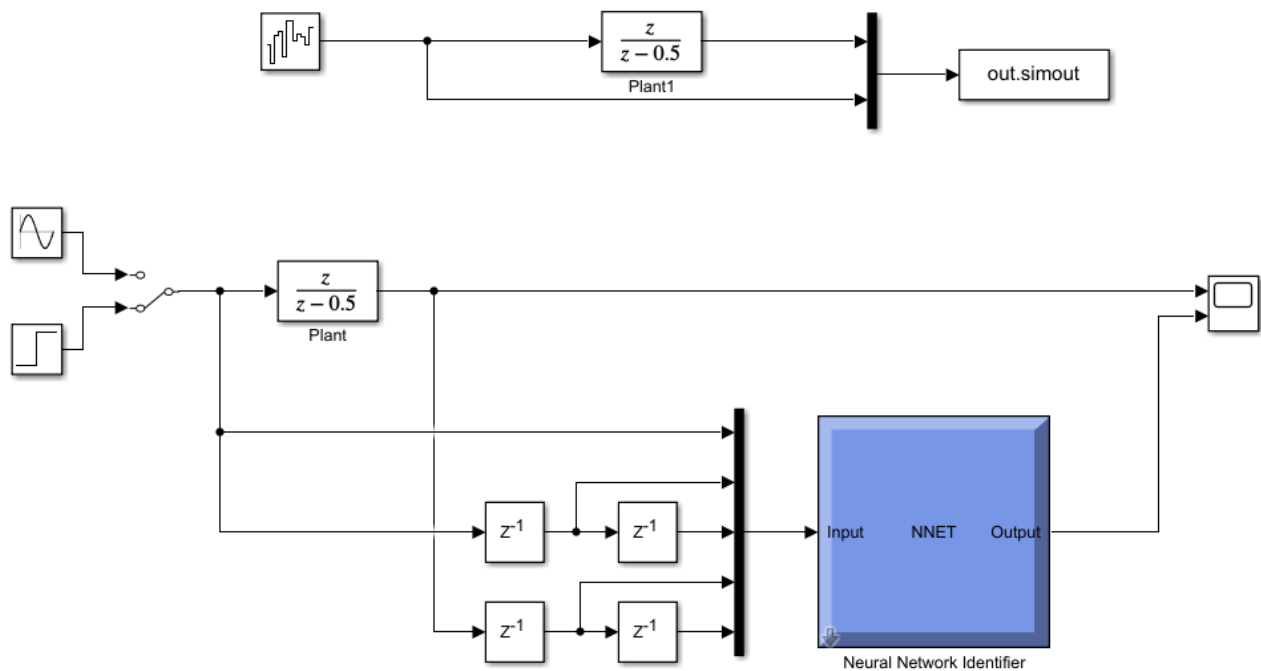 z
z − 0.5
Plant1
out.simout
z
z − 0.5
Plant
Z⁻¹
Z⁻¹
Input NNET Output
Z⁻¹
Z⁻¹
Neural Network Identifier